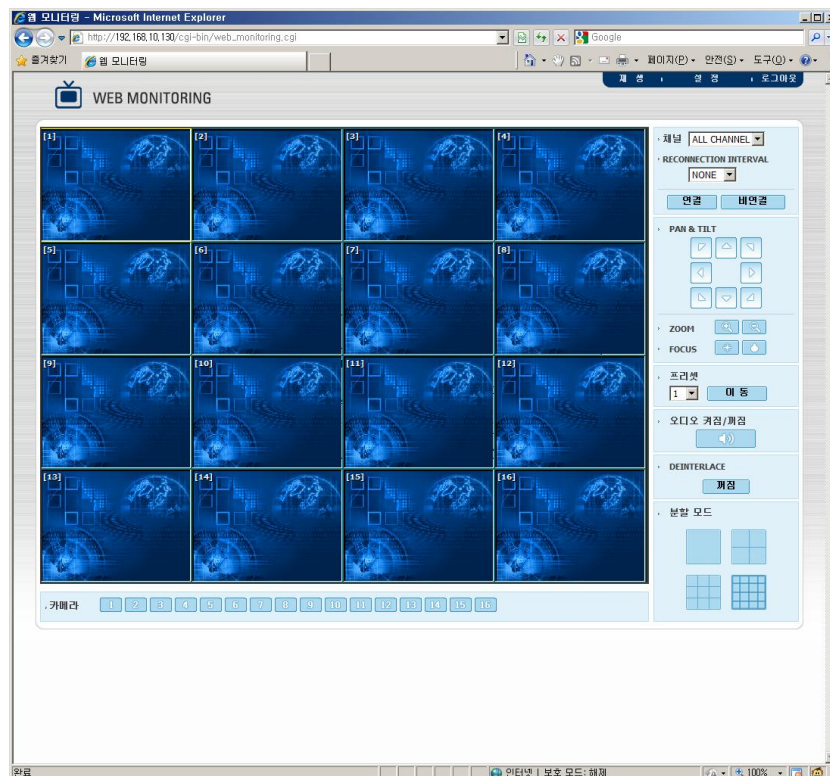 웹 모니터링 - Microsoft Internet Explorer
http://192,168,10,130/cgi-bin/web_monitoring,cgi
Google
즐겨찾기
웹 모니터링
페이지(P) 안전(S) 도구(O)
재 생 설 정 로그아웃
WEB MONITORING
[1] [2] [3] [4]
[5] [6] [7] [8]
[9] [10] [11] [12]
[13] [14] [15] [16]
채널 ALL CHANNEL
RECONNECTION INTERVAL
NONE
연결 비연결
PAN & TILT
ZOOM
FOCUS
프리셋
1 이 동
오디오 켜짐/꺼짐
DEINTERLACE
꺼짐
분할 모드
카메라 1 2 3 4 5 6 7 8 9 10 11 12 13 14 15 16
완료
인터넷 | 보호 모드: 해제
100%